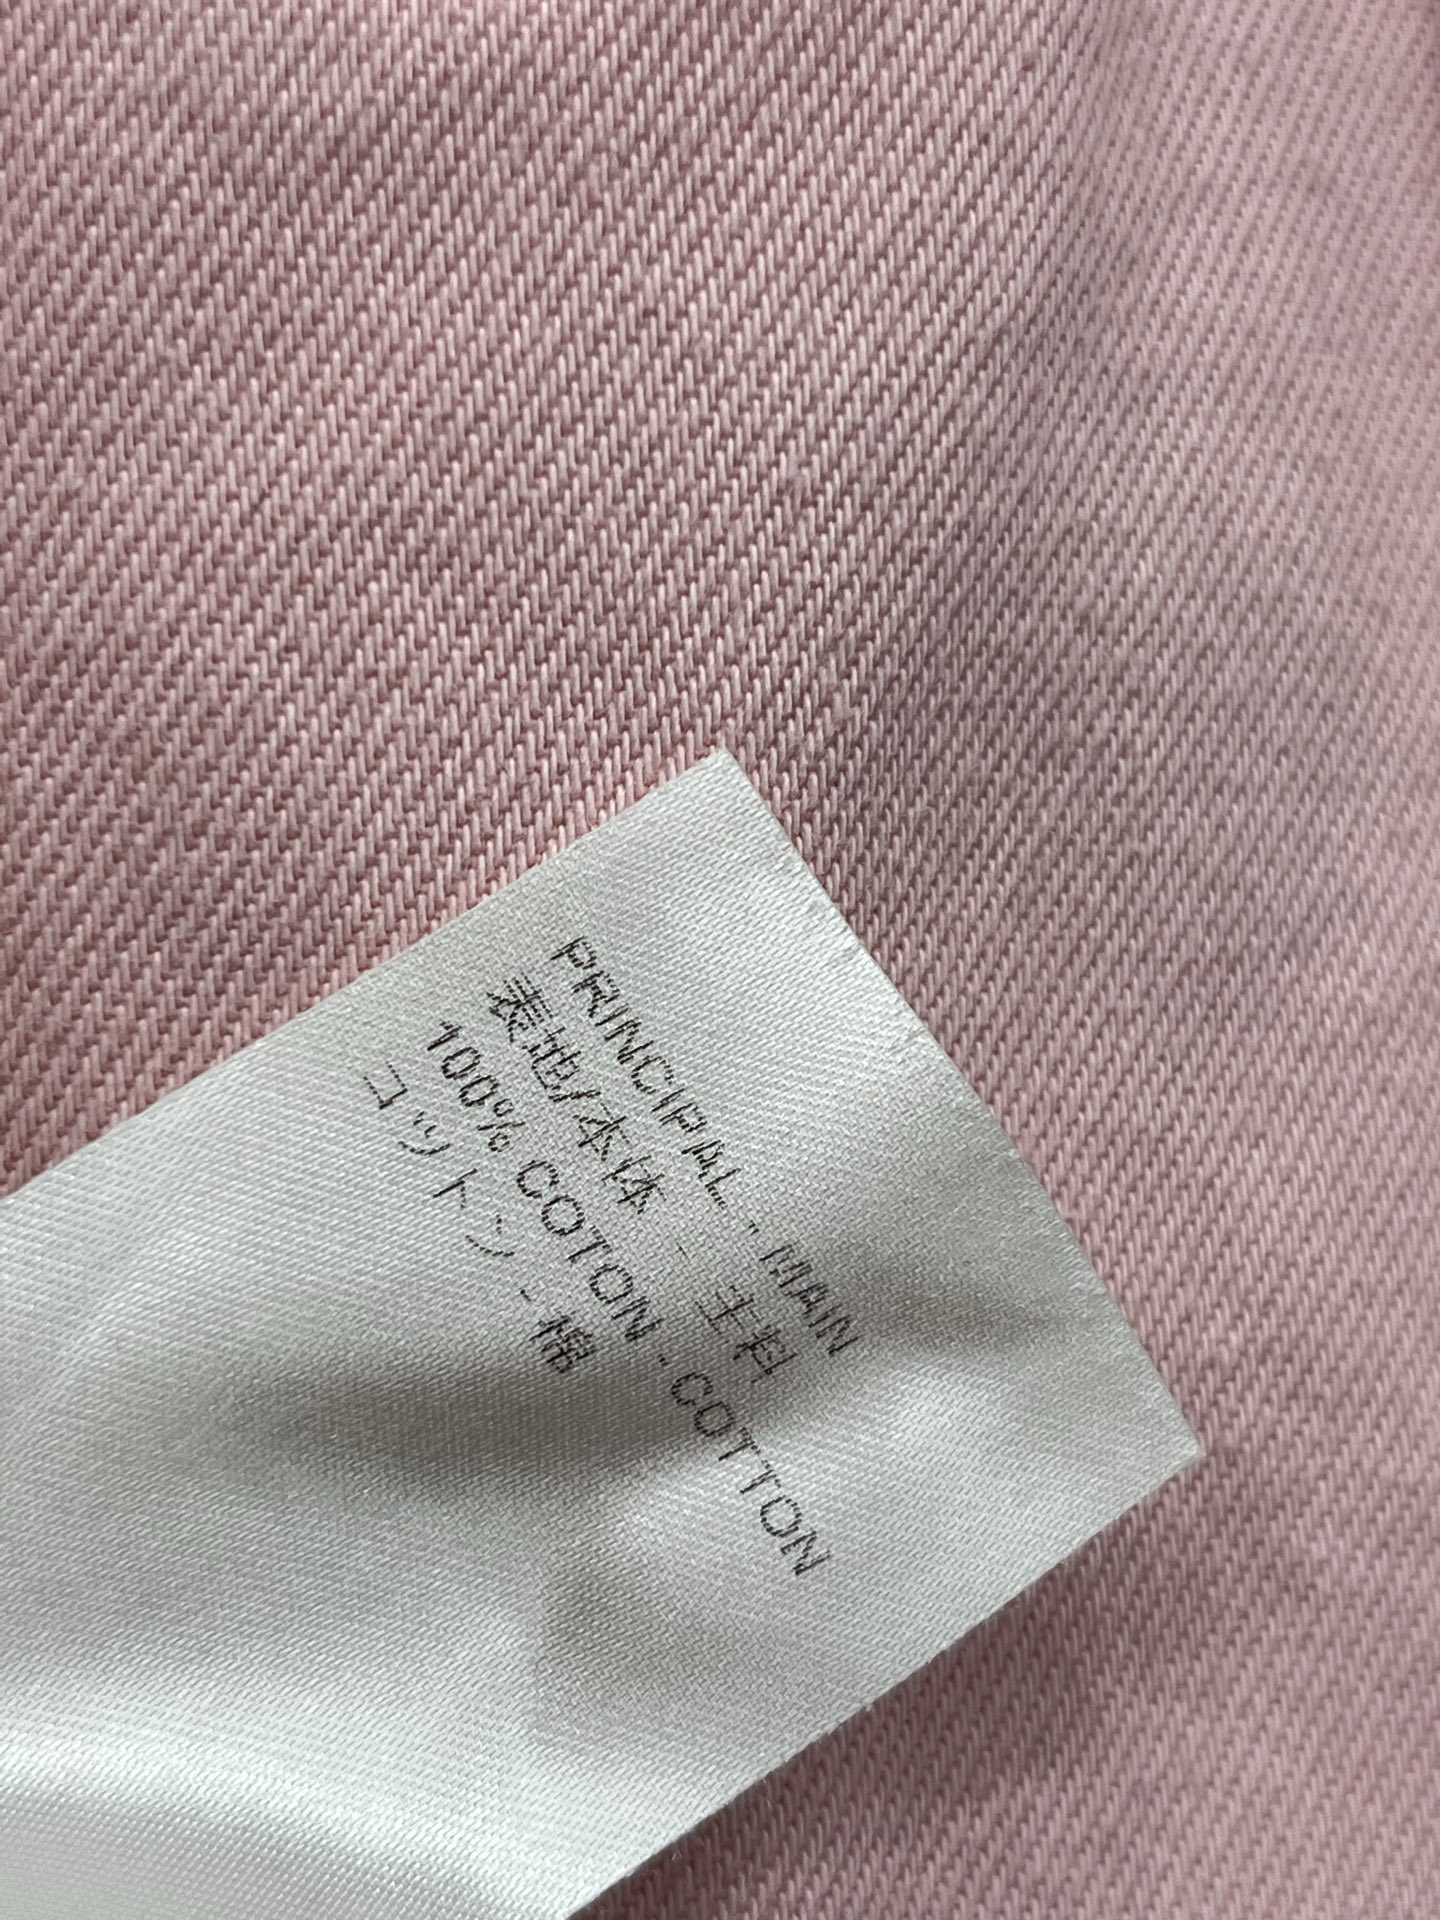 PRINCIPAL - MAIN
表地/本体 - 主料
100% COTON - COTTON
コットン - 棉